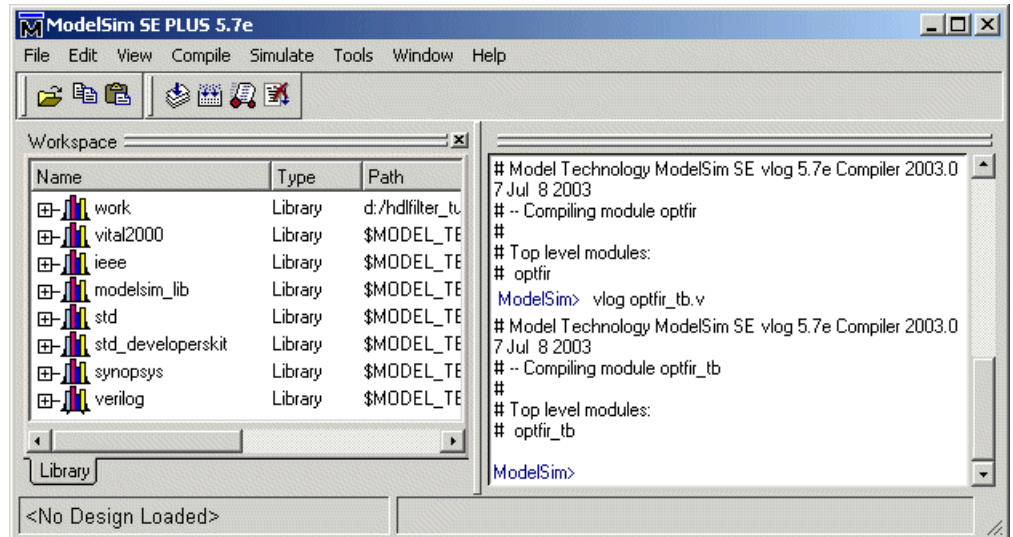 ModelSim SE PLUS 5.7e
File Edit View Compile Simulate Tools Window Help
Workspace
Name Type Path
work Library d:/hdlfilter_tu
vital2000 Library $MODEL_TE
ieee Library $MODEL_TE
modelsim_lib Library $MODEL_TE
std Library $MODEL_TE
std_developerskit Library $MODEL_TE
synopsys Library $MODEL_TE
verilog Library $MODEL_TE
Library
# Model Technology ModelSim SE vlog 5.7e Compiler 2003.0
7 Jul 8 2003
# -- Compiling module optfir
#
# Top level modules:
# optfir
ModelSim> vlog optfir_tb.v
# Model Technology ModelSim SE vlog 5.7e Compiler 2003.0
7 Jul 8 2003
# -- Compiling module optfir_tb
#
# Top level modules:
# optfir_tb
ModelSim>
<No Design Loaded>